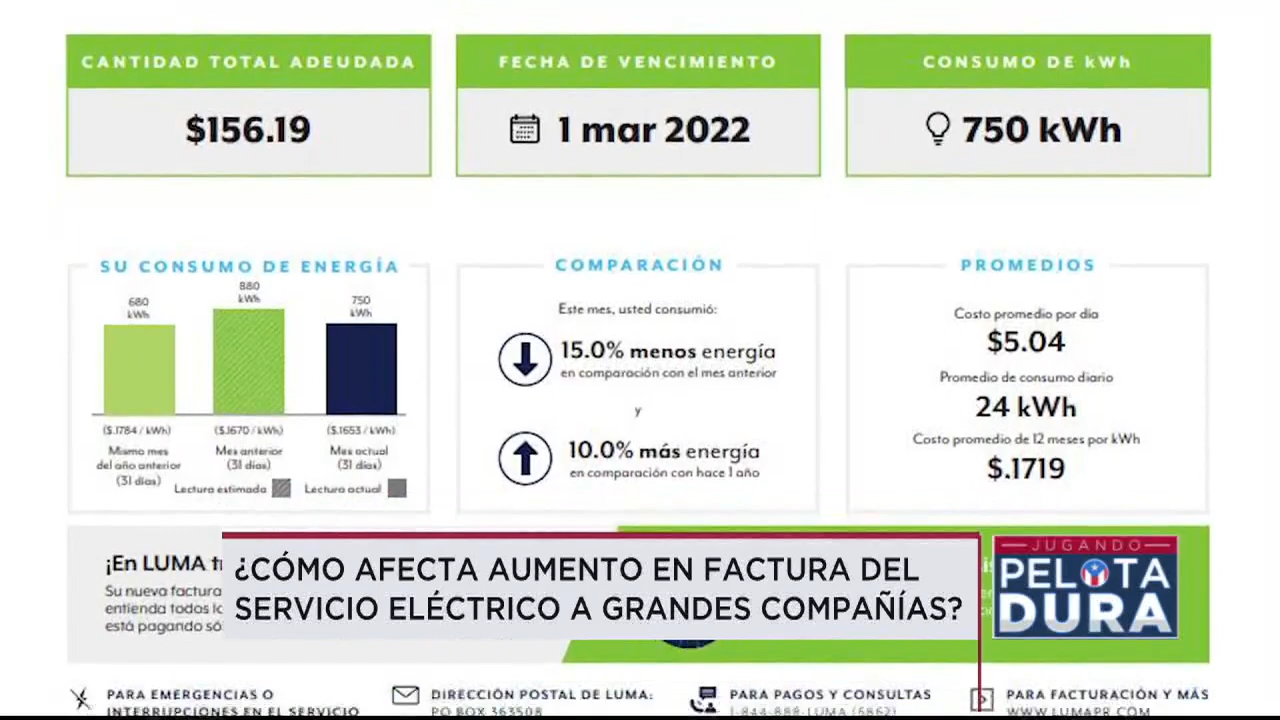 CANTIDAD TOTAL ADEUDADA
$156.19
FECHA DE VENCIMIENTO
1 mar 2022
CONSUMO DE kWh
750 kWh
SU CONSUMO DE ENERGÍA
680
kWh
880
kWh
750
kWh
($.1784 / kWh)
($.1670 / kWh)
($.1653 / kWh)
Mismo mes
del año anterior
(31 días)
Mes anterior
(31 días)
Mes actual
(31 días)
Lectura estimada
Lectura actual
COMPARACIÓN
Este mes, usted consumió:
15.0% menos energía
en comparación con el mes anterior
y
10.0% más energía
en comparación con hace 1 año
PROMEDIOS
Costo promedio por día
$5.04
Promedio de consumo diario
24 kWh
Costo promedio de 12 meses por kWh
$.1719
¡En LUMA
Su nueva factura
entienda todos
está pagando
¿CÓMO AFECTA AUMENTO EN FACTURA DEL
SERVICIO ELÉCTRICO A GRANDES COMPAÑÍAS?
JUGANDO
PELOTA
DURA
PARA EMERGENCIAS O
INTERRUPCIONES EN EL SERVICIO
DIRECCIÓN POSTAL DE LUMA:
PO BOX 363508
PARA PAGOS Y CONSULTAS
1-844-888-LUMA (5862)
PARA FACTURACIÓN Y MÁS
WWW.LUMAPR.COM